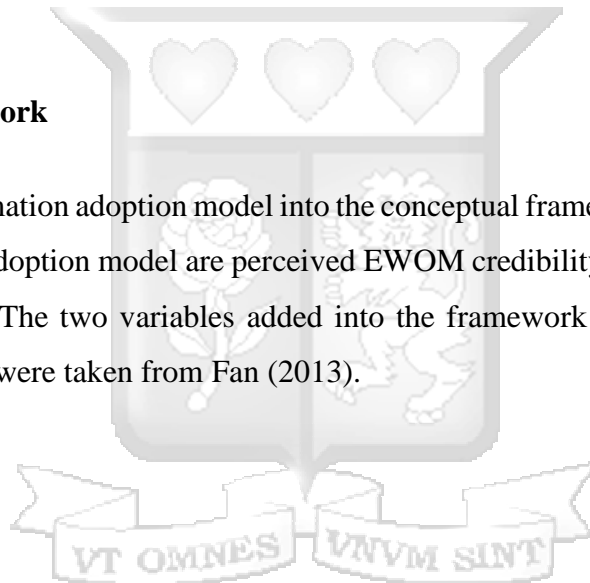 ork
nation adoption model into the conceptual frame
doption model are perceived EWOM credibility
The two variables added into the framework
were taken from Fan (2013).
VT OMNES VNVM SINT